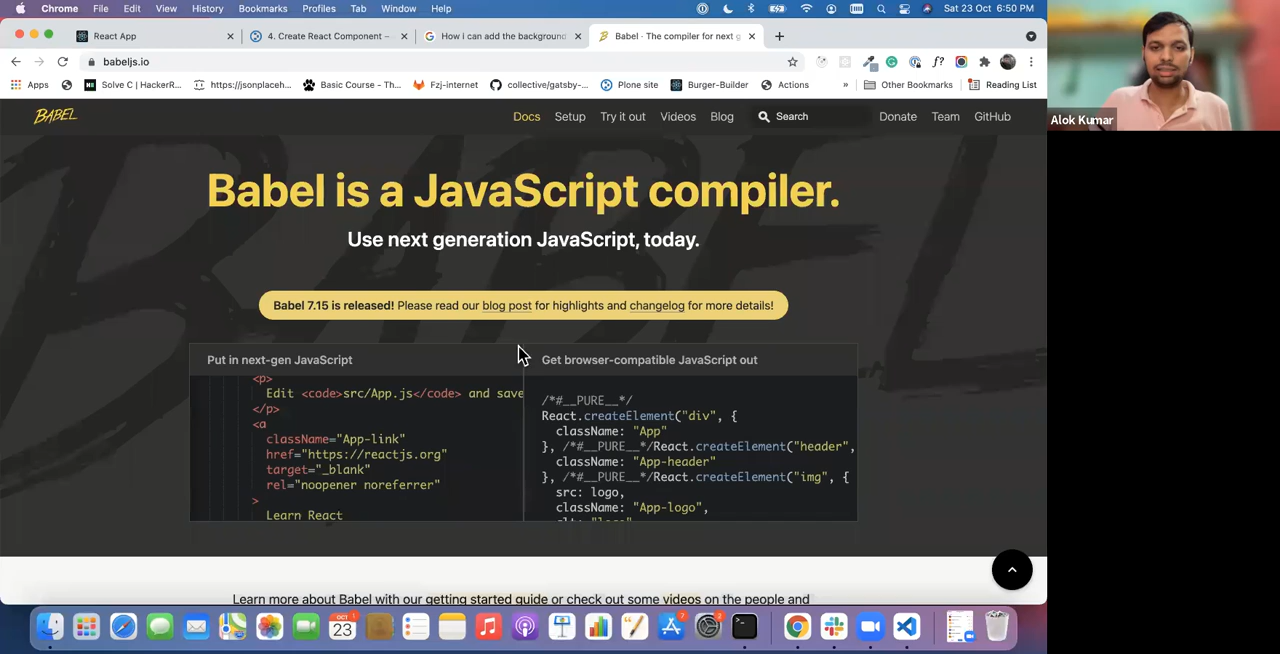 Chrome File Edit View History Bookmarks Profiles Tab Window Help Sat 23 Oct 6:50 PM
React App 4. Create React Component – How i can add the background Babel · The compiler for next g
babeljs.io
Apps Solve C | HackerR... https://jsonplaceh... Basic Course - Th... Fzj-internet collective/gatsby-... Plone site Burger-Builder Actions » Other Bookmarks Reading List
BABEL Docs Setup Try it out Videos Blog Search Donate Team GitHub
Alok Kumar
Babel is a JavaScript compiler.
Use next generation JavaScript, today.
Babel 7.15 is released! Please read our blog post for highlights and changelog for more details!
Put in next-gen JavaScript
<p>
Edit <code>src/App.js</code> and save
</p>
<a
className="App-link"
href="https://reactjs.org"
target="_blank"
rel="noopener noreferrer"
>
Learn React
Get browser-compatible JavaScript out
/*#__PURE__*/
React.createElement("div", {
className: "App"
}, /*#__PURE__*/React.createElement("header",
className: "App-header"
}, /*#__PURE__*/React.createElement("img", {
src: logo,
className: "App-logo",
Learn more about Babel with our getting started guide or check out some videos on the people and
OCT
23